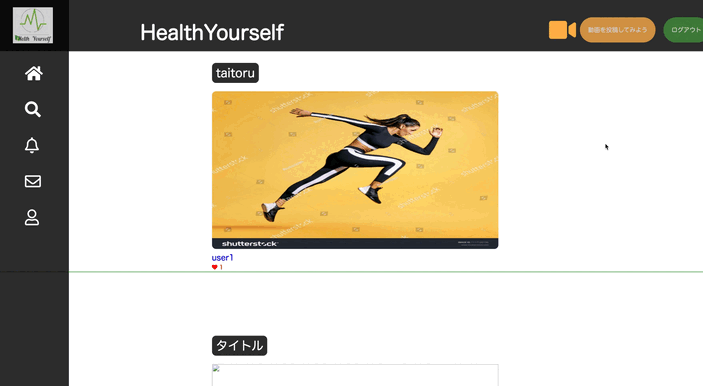 Health Yourself
HealthYourself
動画を投稿してみよう
ログアウト
taitoru
shutterstock
user1
1
タイトル